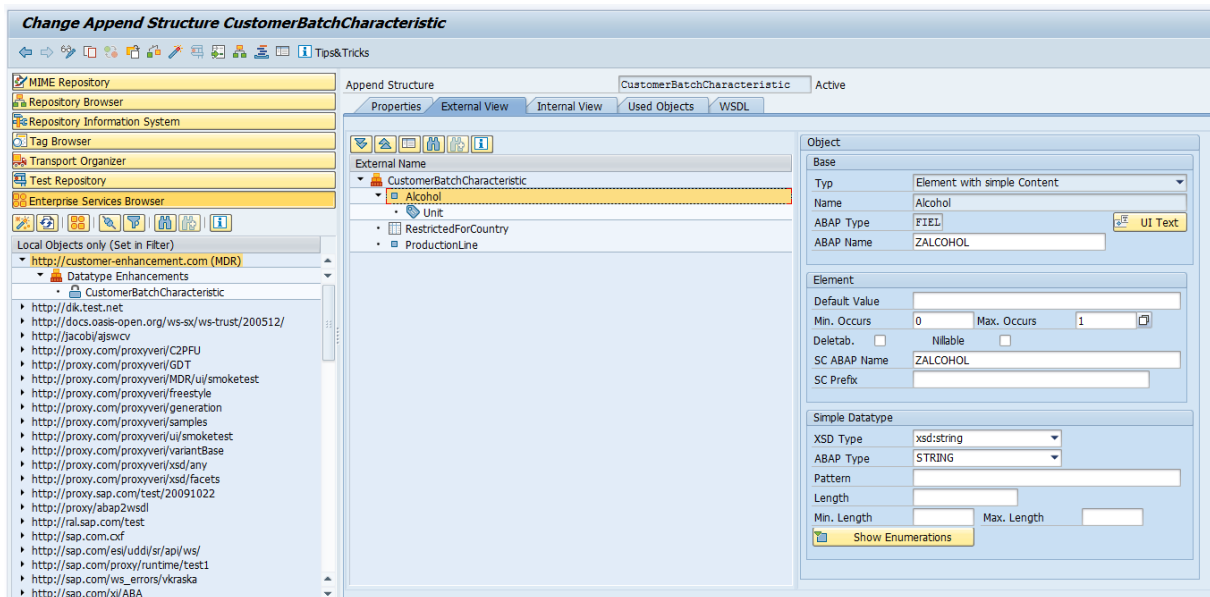 Change Append Structure CustomerBatchCharacteristic
Tips&Tricks
MIME Repository
Repository Browser
Repository Information System
Tag Browser
Transport Organizer
Test Repository
Enterprise Services Browser
Local Objects only (Set in Filter)
http://customer-enhancement.com (MDR)
Datatype Enhancements
CustomerBatchCharacteristic
http://dik.test.net
http://docs.oasis-open.org/ws-sx/ws-trust/200512/
http://jacobi/ajswcv
http://proxy.com/proxyveri/C2PFU
http://proxy.com/proxyveri/GDT
http://proxy.com/proxyveri/MDR/ui/smoketest
http://proxy.com/proxyveri/freestyle
http://proxy.com/proxyveri/generation
http://proxy.com/proxyveri/samples
http://proxy.com/proxyveri/ui/smoketest
http://proxy.com/proxyveri/variantBase
http://proxy.com/proxyveri/xsd/any
http://proxy.com/proxyveri/xsd/facets
http://proxy.sap.com/test/20091022
http://proxy/abap2wsdl
http://ral.sap.com/test
http://sap.com.cxf
http://sap.com/esi/uddi/sr/api/ws/
http://sap.com/proxy/runtime/test1
http://sap.com/ws_errors/vkraska
http://sap.com/xi/ABA
Append Structure CustomerBatchCharacteristic Active
Properties External View Internal View Used Objects WSDL
External Name
CustomerBatchCharacteristic
Alcohol
Unit
RestrictedForCountry
ProductionLine
Object
Base
Typ Element with simple Content
Name Alcohol
ABAP Type FIEL UI Text
ABAP Name ZALCOHOL
Element
Default Value
Min. Occurs 0 Max. Occurs 1
Deletab. Nillable
SC ABAP Name ZALCOHOL
SC Prefix
Simple Datatype
XSD Type xsd:string
ABAP Type STRING
Pattern
Length
Min. Length Max. Length
Show Enumerations